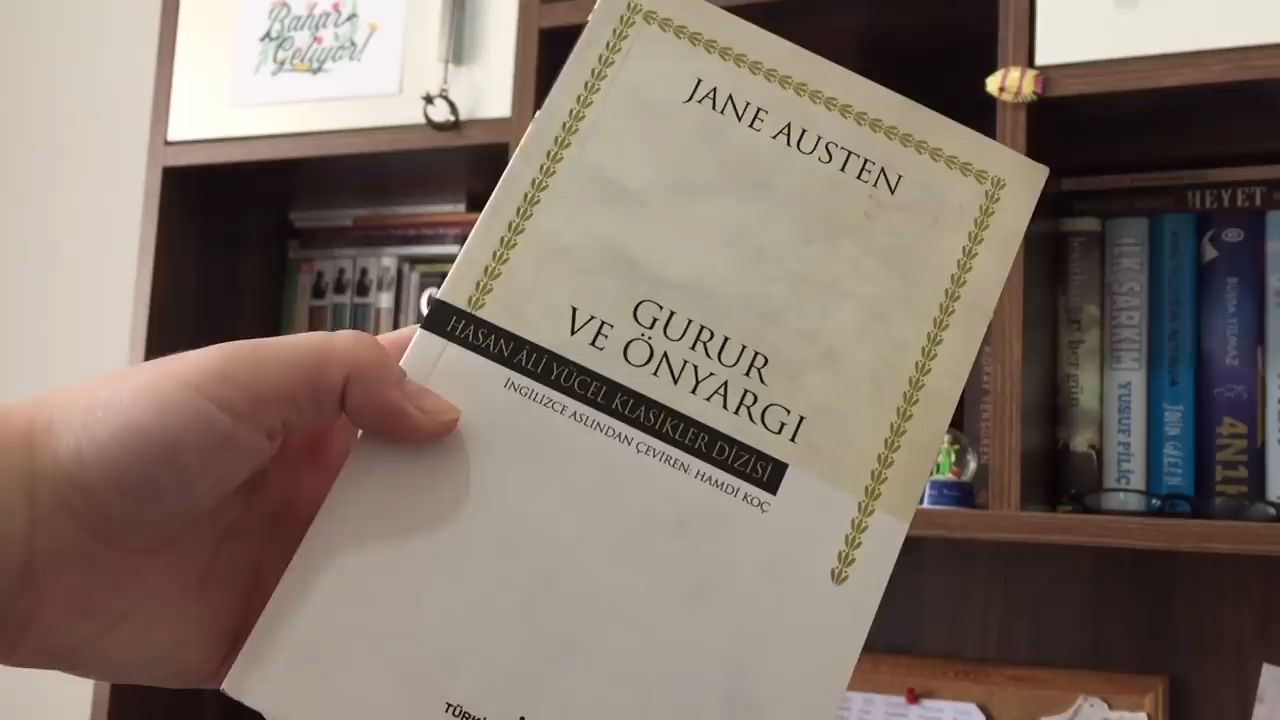 Bahar
Geliyor!
JANE AUSTEN
GURUR
VE ÖNYARGI
HASAN ÂLİ YÜCEL KLASİKLER DİZİSİ
İNGİLİZCE ASLINDAN ÇEVİREN: HAMDİ KOÇ
HEYET
İLK ŞARKIM YUSUF PİLİÇ
JOHN GREEN
BÜŞRA YILMAZ
4N1K